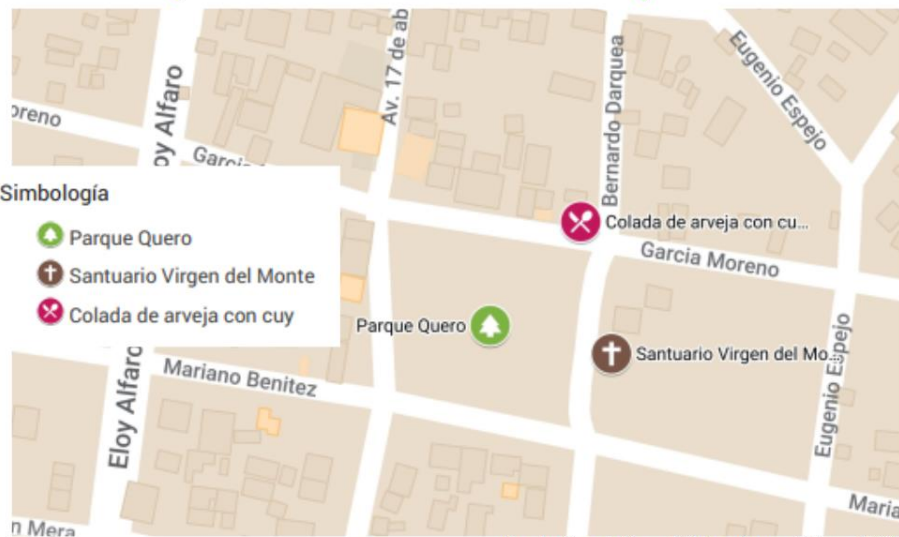 Av. 17 de ab
Bernardo Darquea
Eugenio Espejo
oreno
oy Alfaro
Garcia
Simbología
Parque Quero
Santuario Virgen del Monte
Colada de arveja con cuy
Colada de arveja con cu...
Garcia Moreno
Parque Quero
Santuario Virgen del Mo...
Eugenio Espejo
Mariano Benitez
Eloy Alfaro
Maria
n Mera